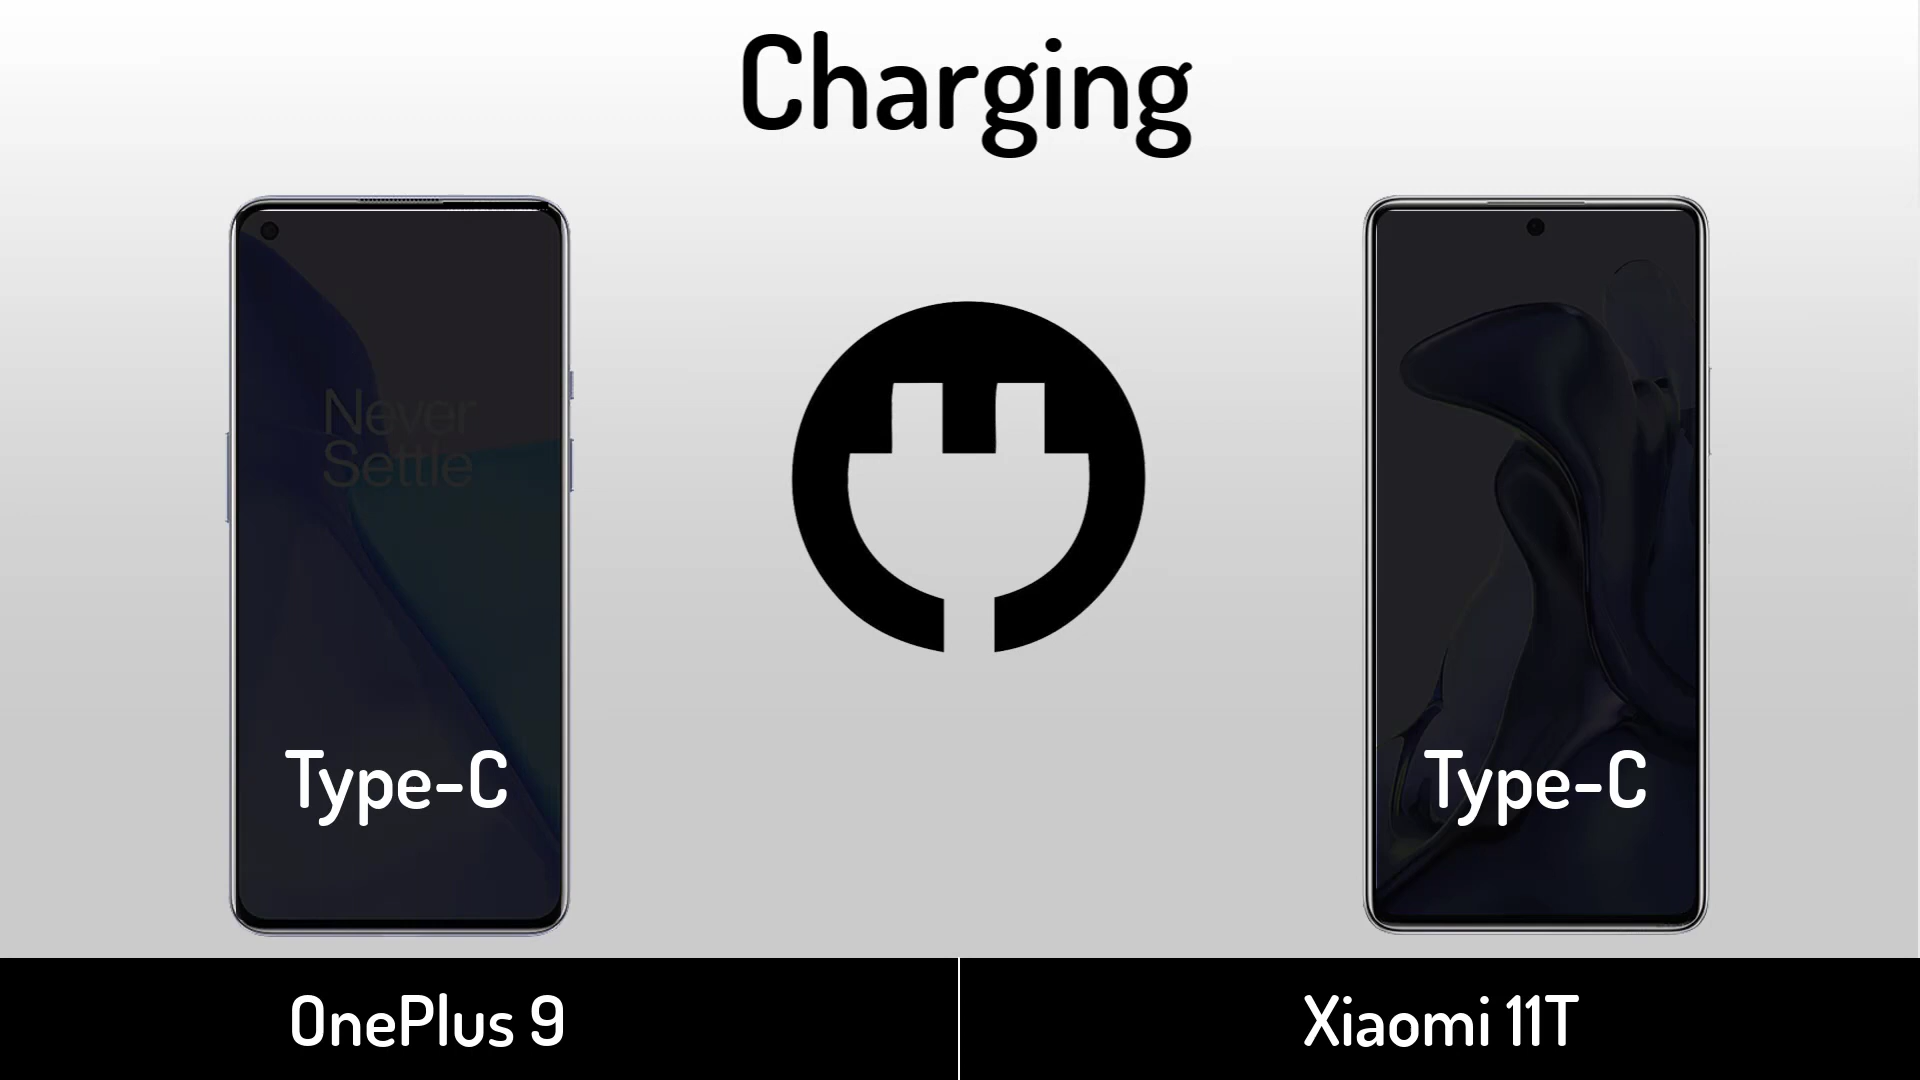 Charging
Never
Settle
Type-C
Type-C
OnePlus 9
Xiaomi 11T